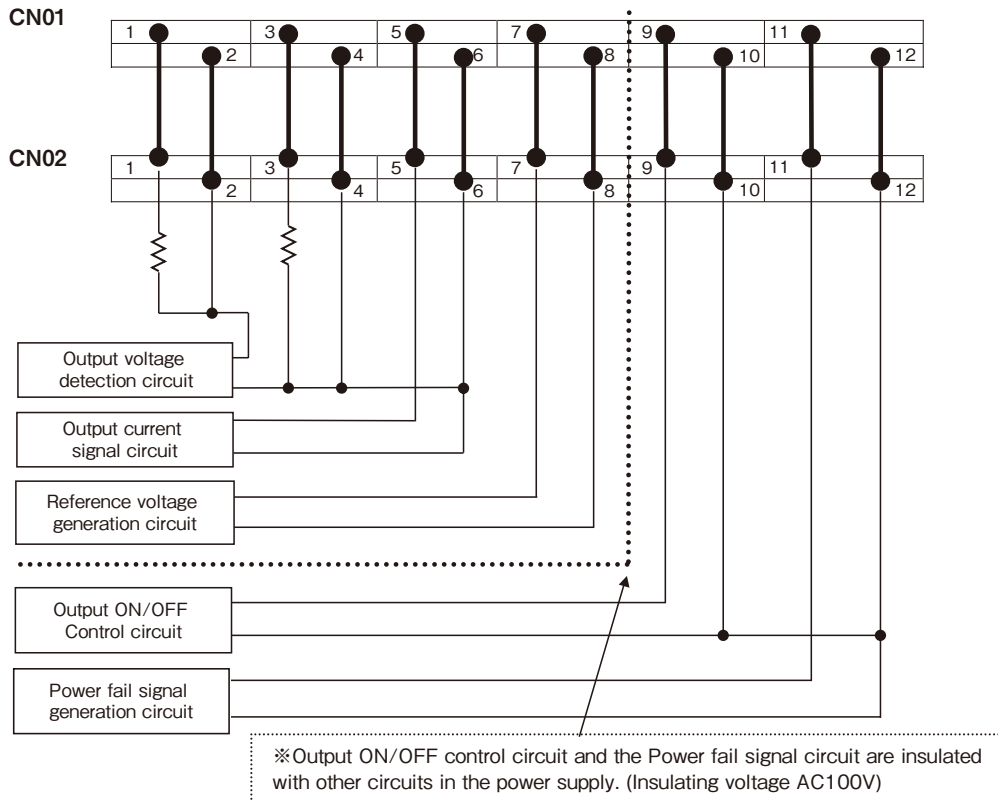 CN01
1 3 5 7 9 11
2 4 6 8 10 12
CN02
1 3 5 7 9 11
2 4 6 8 10 12
Output voltage
detection circuit
Output current
signal circuit
Reference voltage
generation circuit
Output ON/OFF
Control circuit
Power fail signal
generation circuit
※Output ON/OFF control circuit and the Power fail signal circuit are insulated
with other circuits in the power supply. (Insulating voltage AC100V)